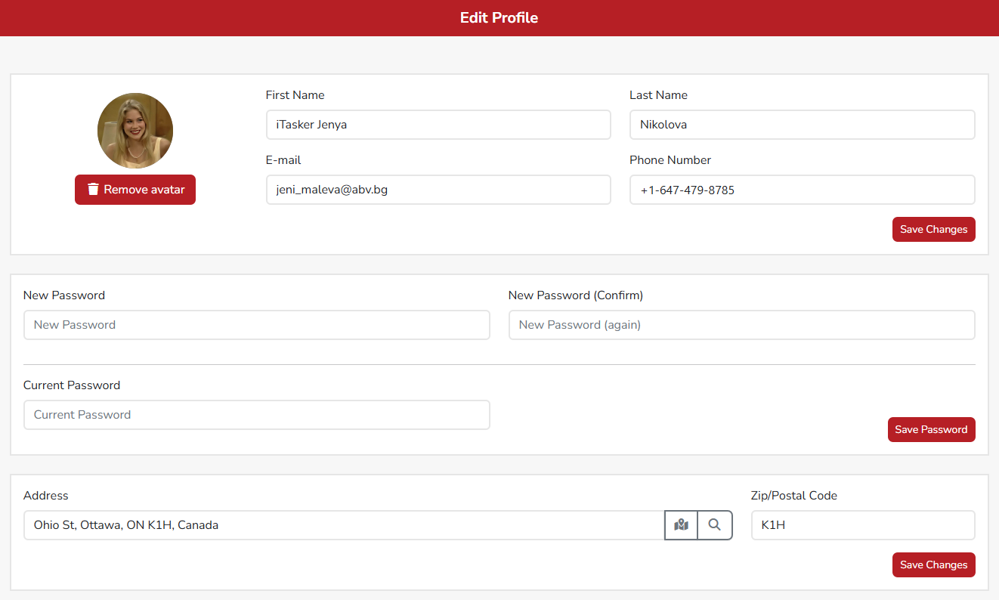 Edit Profile
First Name
Last Name
iTasker Jenya
Nikolova
E-mail
Phone Number
jeni_maleva@abv.bg
+1-647-479-8785
Remove avatar
Save Changes
New Password
New Password (Confirm)
New Password
New Password (again)
Current Password
Current Password
Save Password
Address
Zip/Postal Code
Ohio St, Ottawa, ON K1H, Canada
K1H
Save Changes